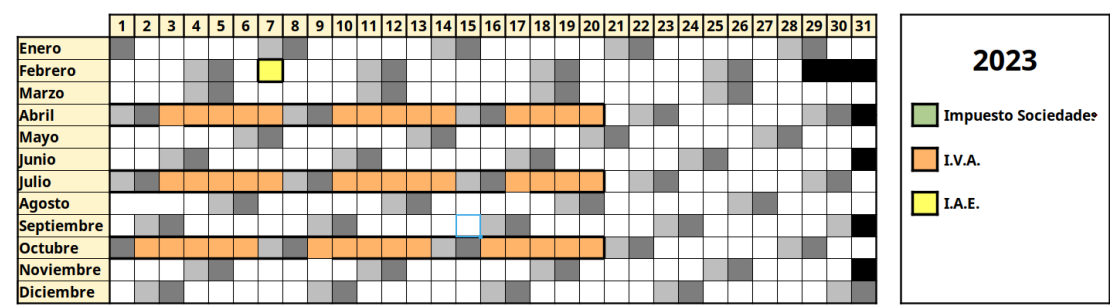 1 2 3 4 5 6 7 8 9 10 11 12 13 14 15 16 17 18 19 20 21 22 23 24 25 26 27 28 29 30 31
Enero
Febrero
Marzo
Abril
Mayo
Junio
Julio
Agosto
Septiembre
Octubre
Noviembre
Diciembre
2023
Impuesto Sociedades
I.V.A.
I.A.E.